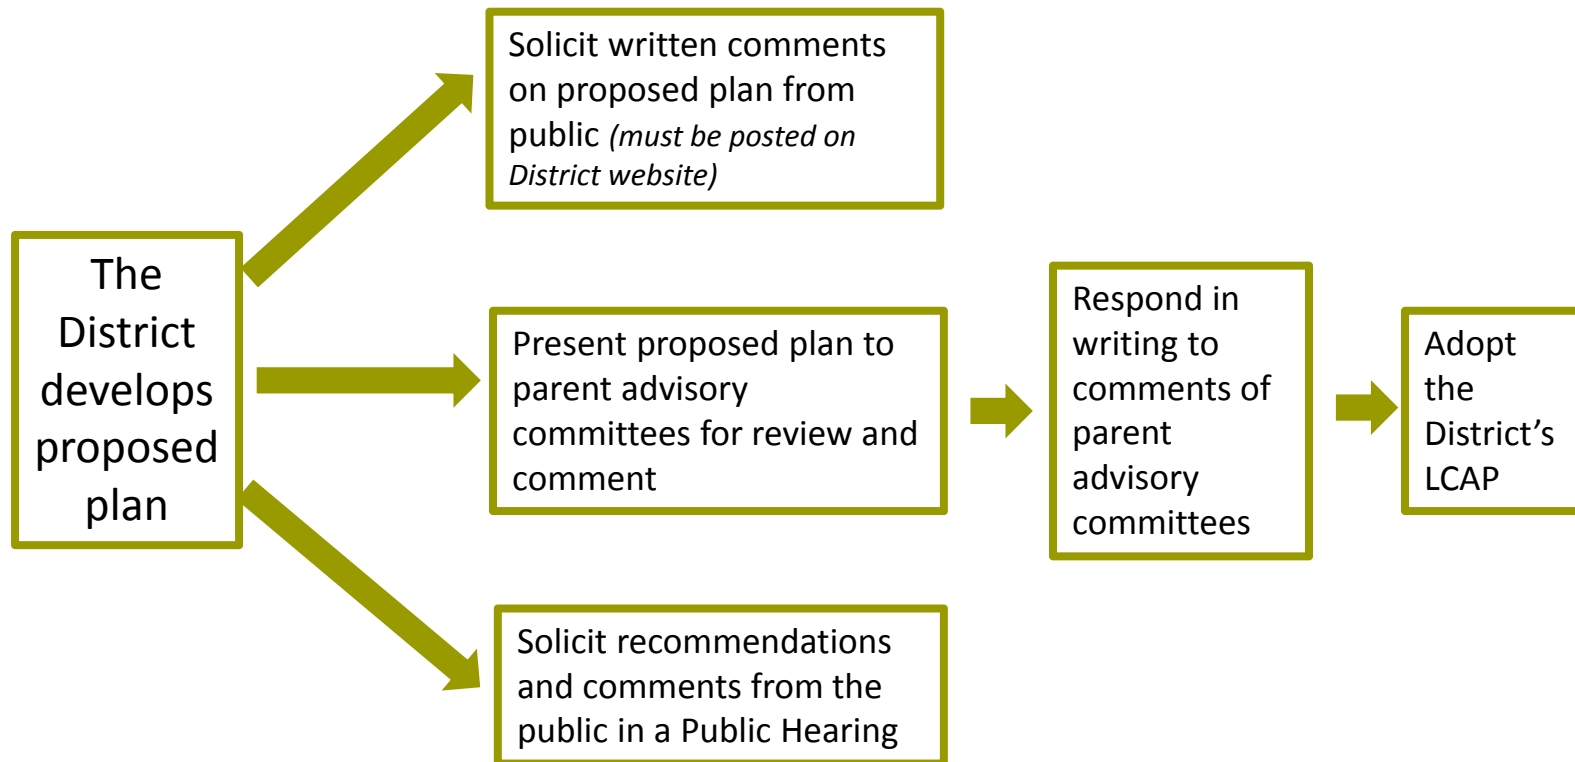 The
District
develops
proposed
plan
Solicit written comments
on proposed plan from
public (must be posted on
District website)
Present proposed plan to
parent advisory
committees for review and
comment
Solicit recommendations
and comments from the
public in a Public Hearing
Respond in
writing to
comments of
parent
advisory
committees
Adopt
the
District’s
LCAP